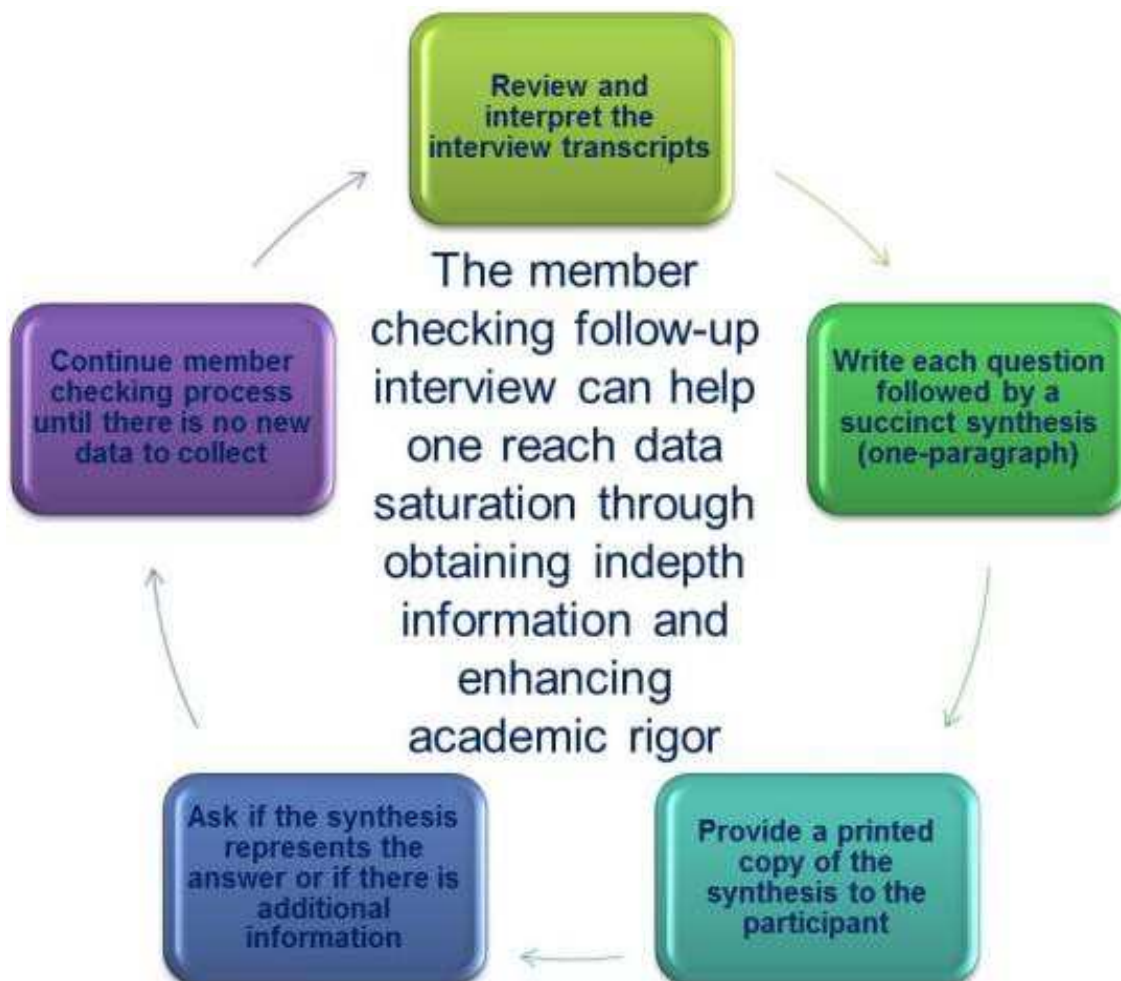 Review and
interpret the
interview transcripts
Write each question
followed by a
succinct synthesis
(one-paragraph)
Provide a printed
copy of the
synthesis to the
participant
Ask if the synthesis
represents the
answer or if there is
additional
information
Continue member
checking process
until there is no new
data to collect
The member
checking follow-up
interview can help
one reach data
saturation through
obtaining indepth
information and
enhancing
academic rigor